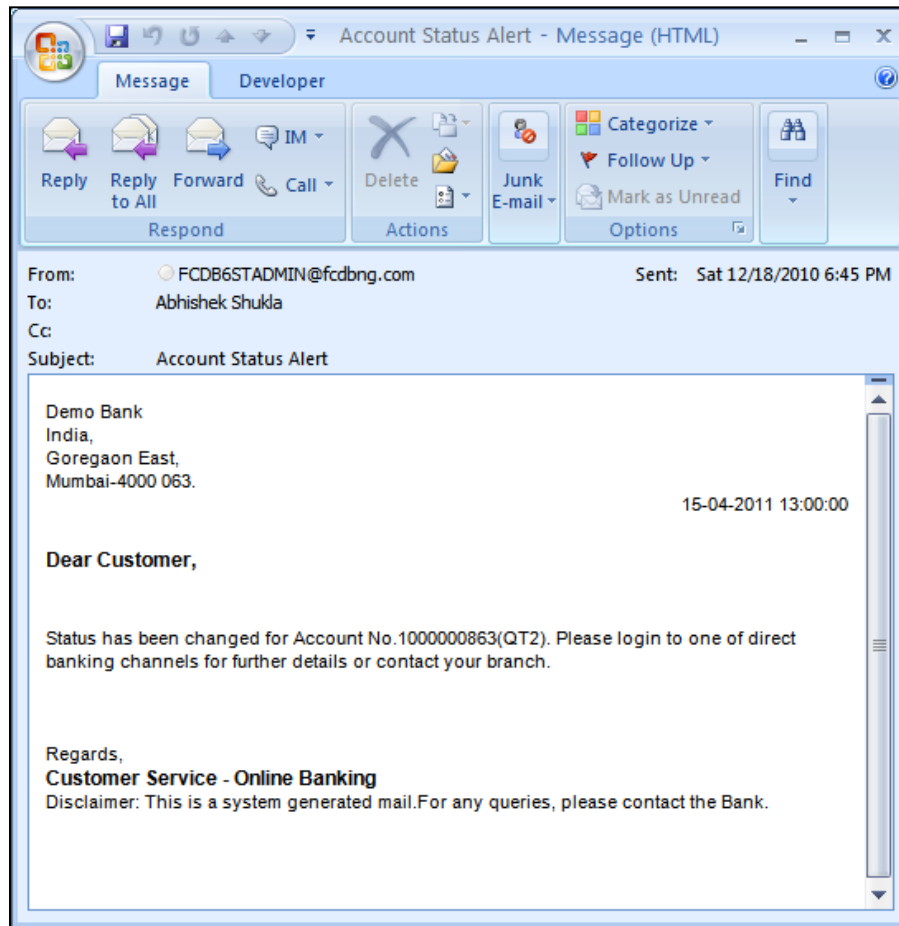 Account Status Alert - Message (HTML)
Message Developer
Reply
Reply to All
Forward
IM
Call
Respond
Delete
Actions
Junk E-mail
Categorize
Follow Up
Mark as Unread
Options
Find
From: FCDB6STADMIN@fcdbng.com Sent: Sat 12/18/2010 6:45 PM
To: Abhishek Shukla
Cc:
Subject: Account Status Alert
Demo Bank
India,
Goregaon East,
Mumbai-4000 063.
15-04-2011 13:00:00
Dear Customer,
Status has been changed for Account No.1000000863(QT2). Please login to one of direct
banking channels for further details or contact your branch.
Regards,
Customer Service - Online Banking
Disclaimer: This is a system generated mail.For any queries, please contact the Bank.